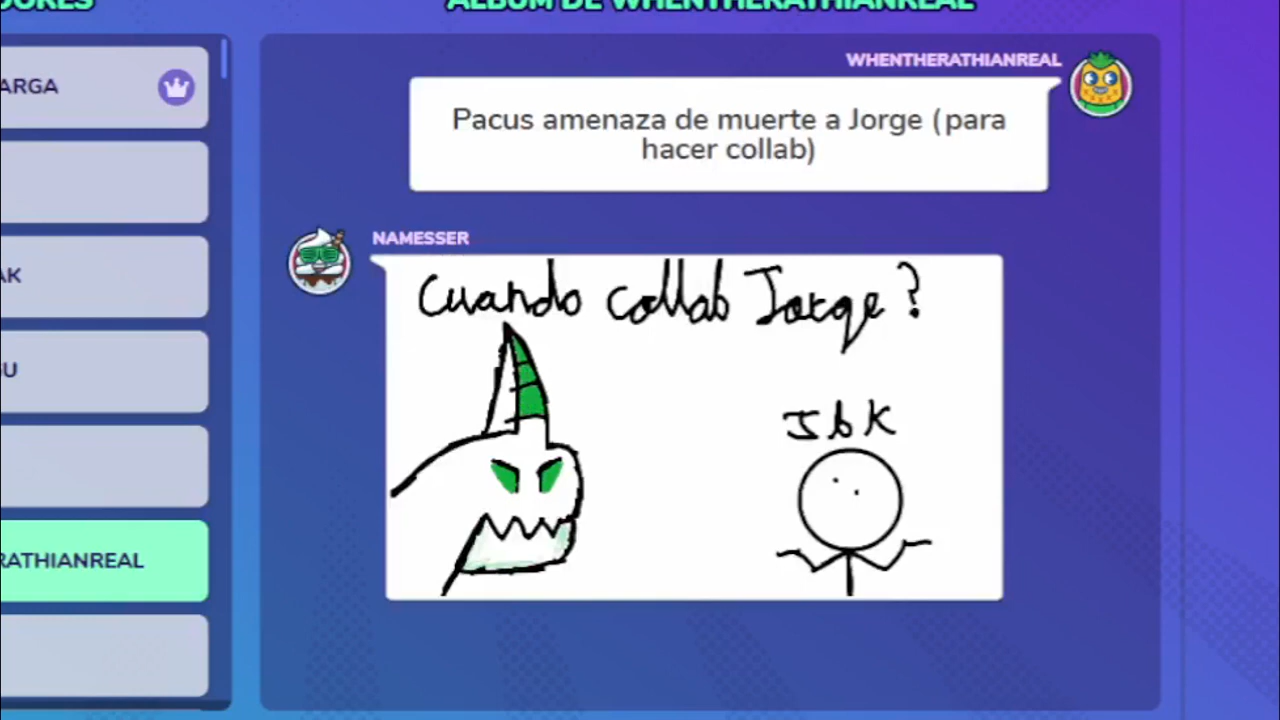 ÁLBUM DE WHENTHERATHIANREAL
ARGA
AK
RATHIANREAL
WHENTHERATHIANREAL
Pacus amenaza de muerte a Jorge (para
hacer collab)
NAMESSER
Cuando collab Jorge?
JbK